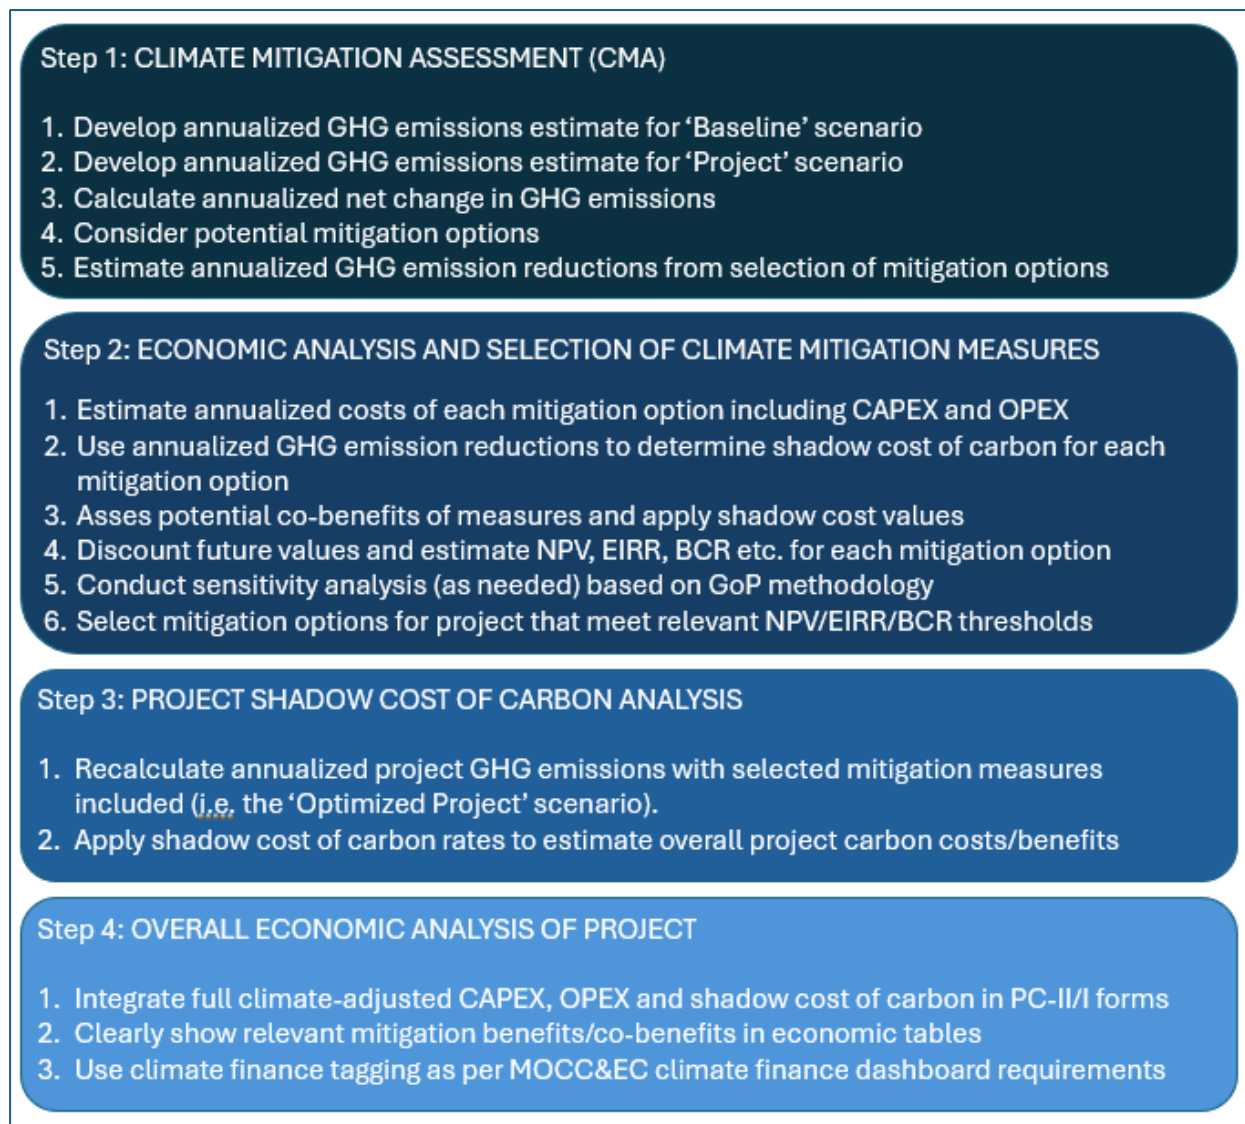 Step 1: CLIMATE MITIGATION ASSESSMENT (CMA)
1. Develop annualized GHG emissions estimate for ‘Baseline’ scenario
2. Develop annualized GHG emissions estimate for ‘Project’ scenario
3. Calculate annualized net change in GHG emissions
4. Consider potential mitigation options
5. Estimate annualized GHG emission reductions from selection of mitigation options
Step 2: ECONOMIC ANALYSIS AND SELECTION OF CLIMATE MITIGATION MEASURES
1. Estimate annualized costs of each mitigation option including CAPEX and OPEX
2. Use annualized GHG emission reductions to determine shadow cost of carbon for each
mitigation option
3. Asses potential co-benefits of measures and apply shadow cost values
4. Discount future values and estimate NPV, EIRR, BCR etc. for each mitigation option
5. Conduct sensitivity analysis (as needed) based on GoP methodology
6. Select mitigation options for project that meet relevant NPV/EIRR/BCR thresholds
Step 3: PROJECT SHADOW COST OF CARBON ANALYSIS
1. Recalculate annualized project GHG emissions with selected mitigation measures
included (i.e. the ‘Optimized Project’ scenario).
2. Apply shadow cost of carbon rates to estimate overall project carbon costs/benefits
Step 4: OVERALL ECONOMIC ANALYSIS OF PROJECT
1. Integrate full climate-adjusted CAPEX, OPEX and shadow cost of carbon in PC-II/I forms
2. Clearly show relevant mitigation benefits/co-benefits in economic tables
3. Use climate finance tagging as per MOCC&EC climate finance dashboard requirements